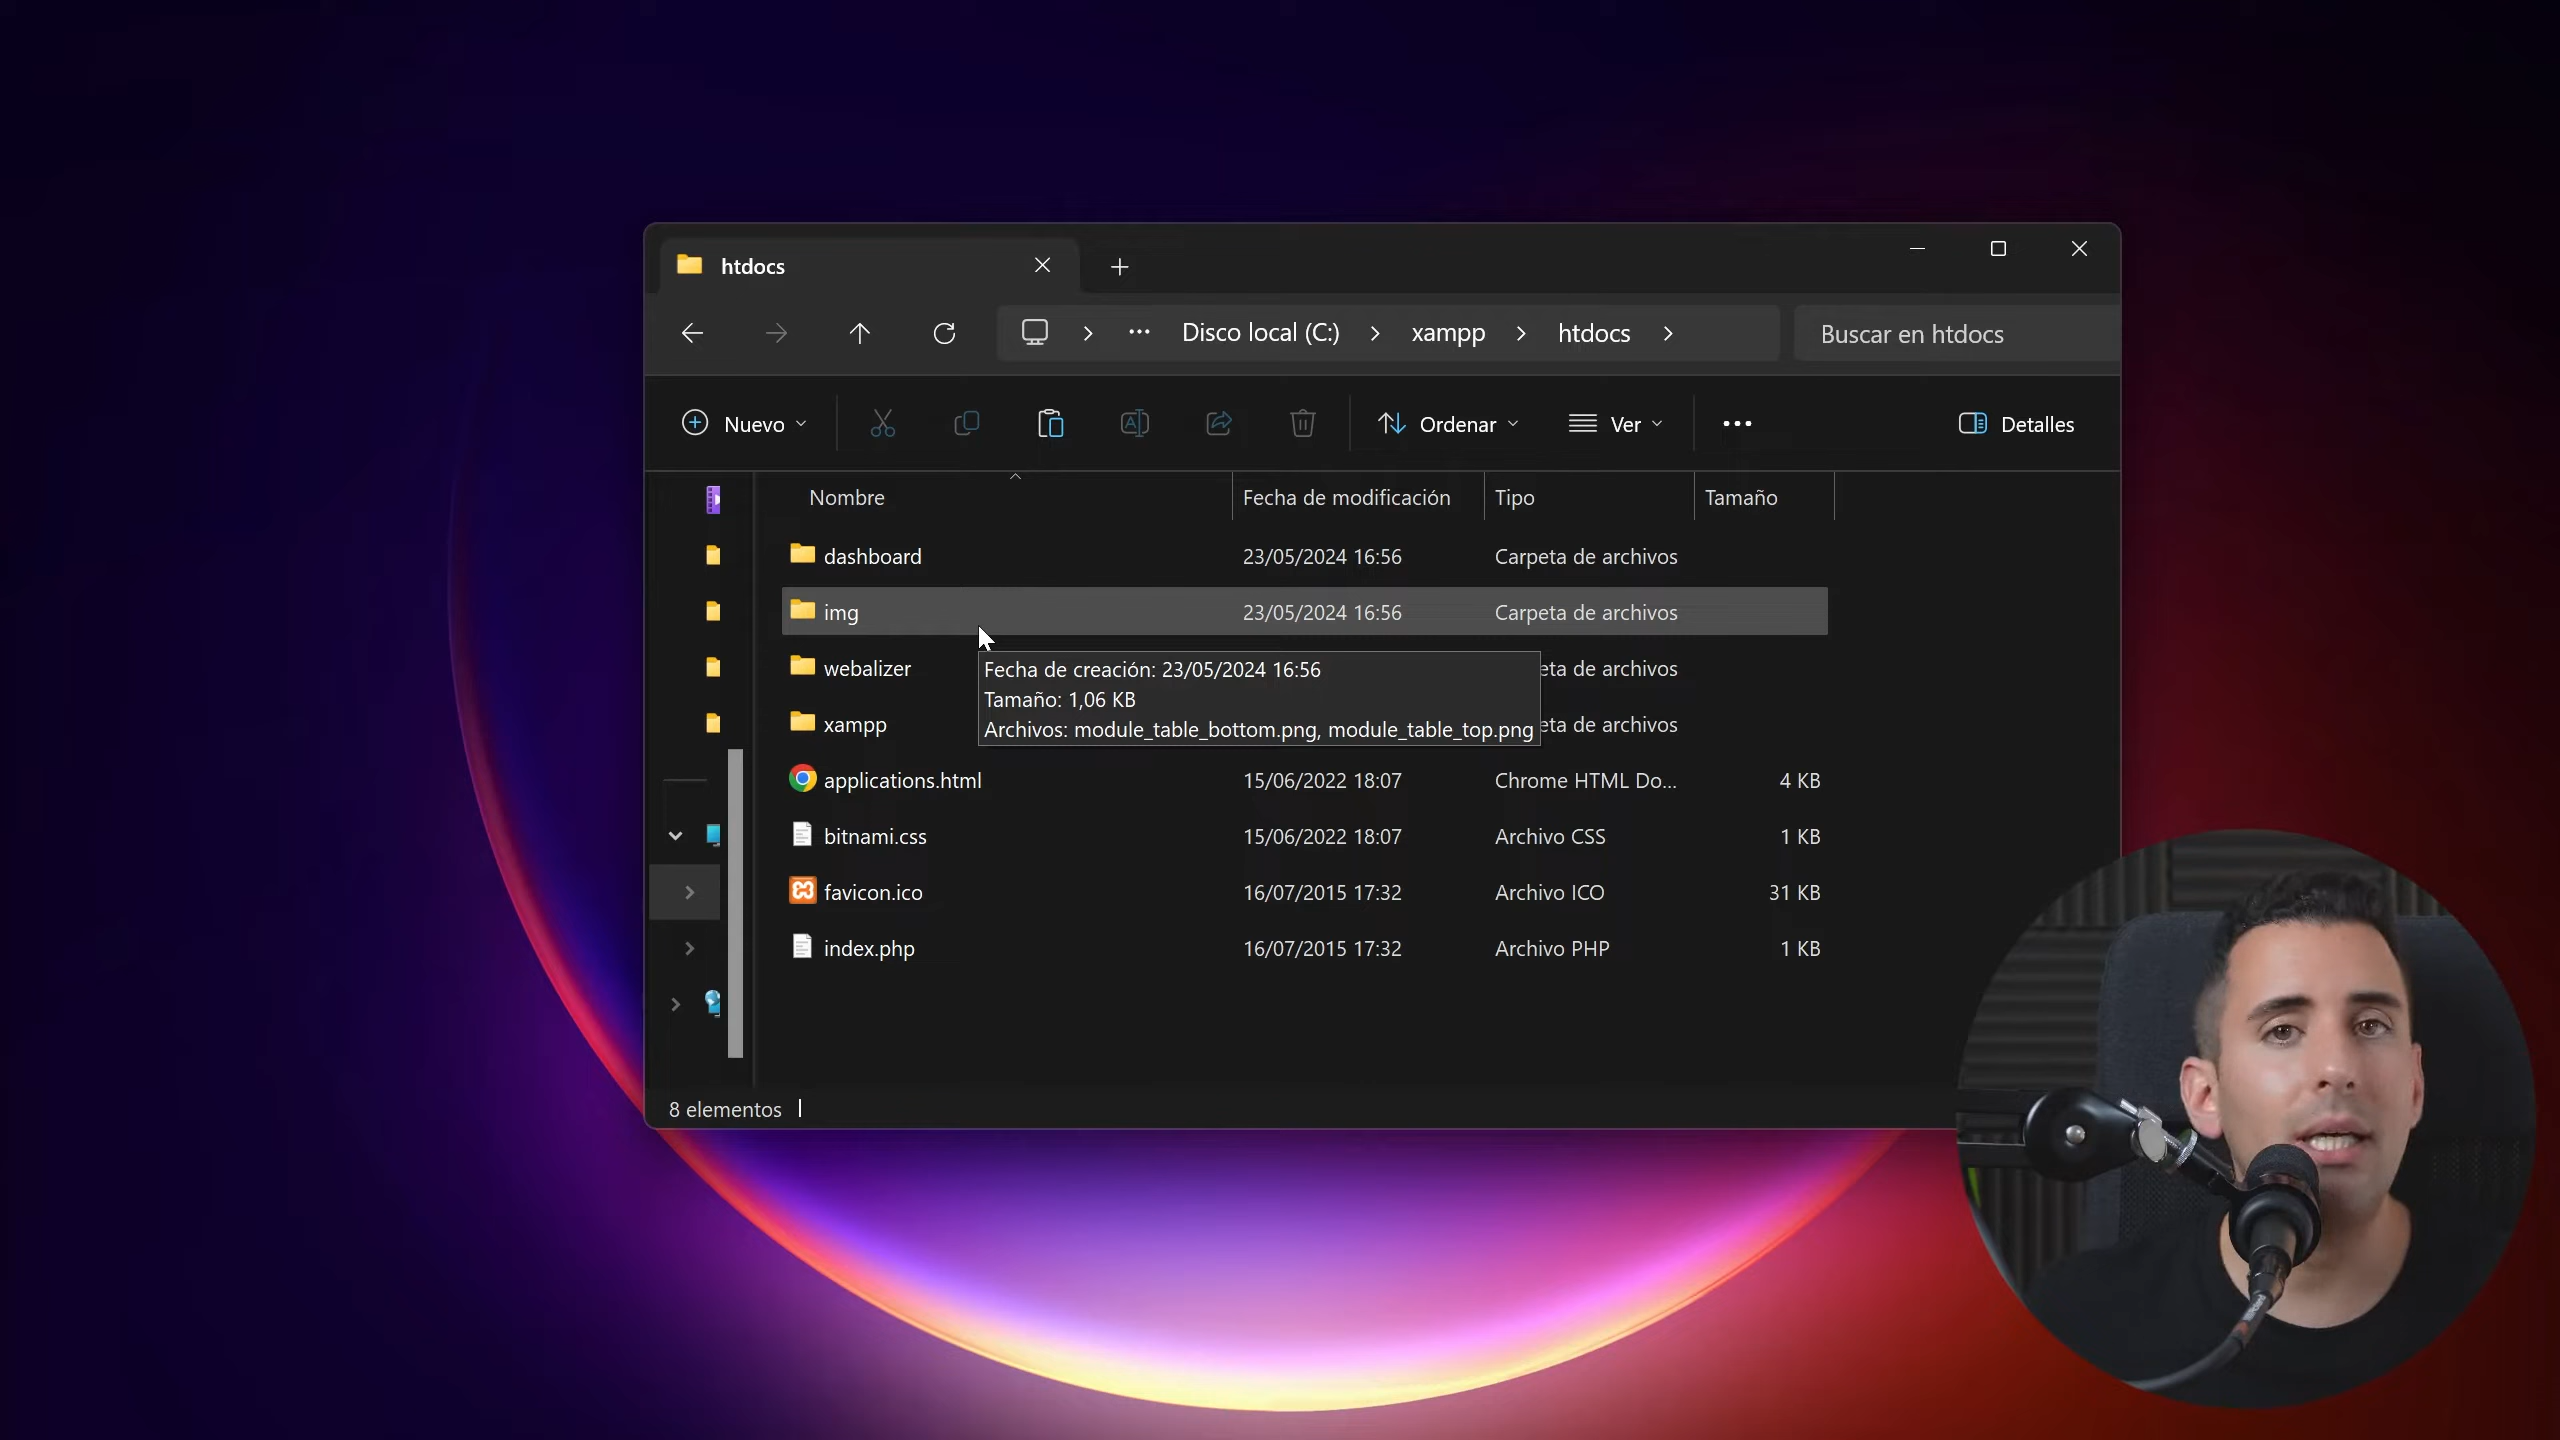 htdocs
Disco local (C:) xampp htdocs Buscar en htdocs
Nuevo Ordenar Ver Detalles
Nombre Fecha de modificación Tipo Tamaño
dashboard 23/05/2024 16:56 Carpeta de archivos
img 23/05/2024 16:56 Carpeta de archivos
webalizer eta de archivos
Fecha de creación: 23/05/2024 16:56
Tamaño: 1,06 KB
Archivos: module_table_bottom.png, module_table_top.png
xampp eta de archivos
applications.html 15/06/2022 18:07 Chrome HTML Do... 4 KB
bitnami.css 15/06/2022 18:07 Archivo CSS 1 KB
favicon.ico 16/07/2015 17:32 Archivo ICO 31 KB
index.php 16/07/2015 17:32 Archivo PHP 1 KB
8 elementos